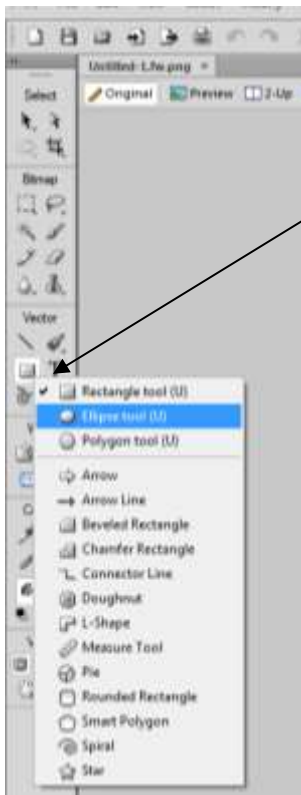 Untitled-1.fw.png
Select
Original Preview 2-Up
Bitmap
Vector
Rectangle tool (U)
Ellipse tool (U)
Polygon tool (U)
Arrow
Arrow Line
Beveled Rectangle
Chamfer Rectangle
Connector Line
Doughnut
L-Shape
Measure Tool
Pie
Rounded Rectangle
Smart Polygon
Spiral
Star